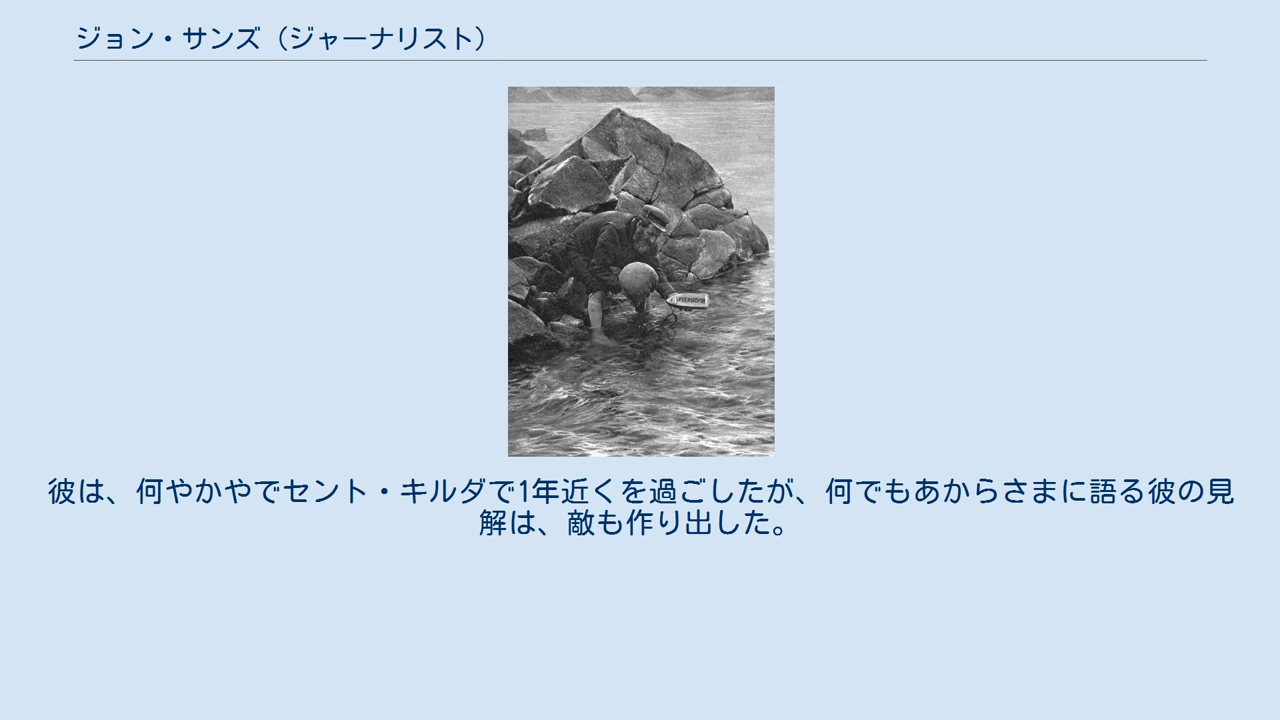 ジョン・サンズ（ジャーナリスト）
彼は、何やかやでセント・キルダで1年近くを過ごしたが、何でもあからさまに語る彼の見
解は、敵も作り出した。